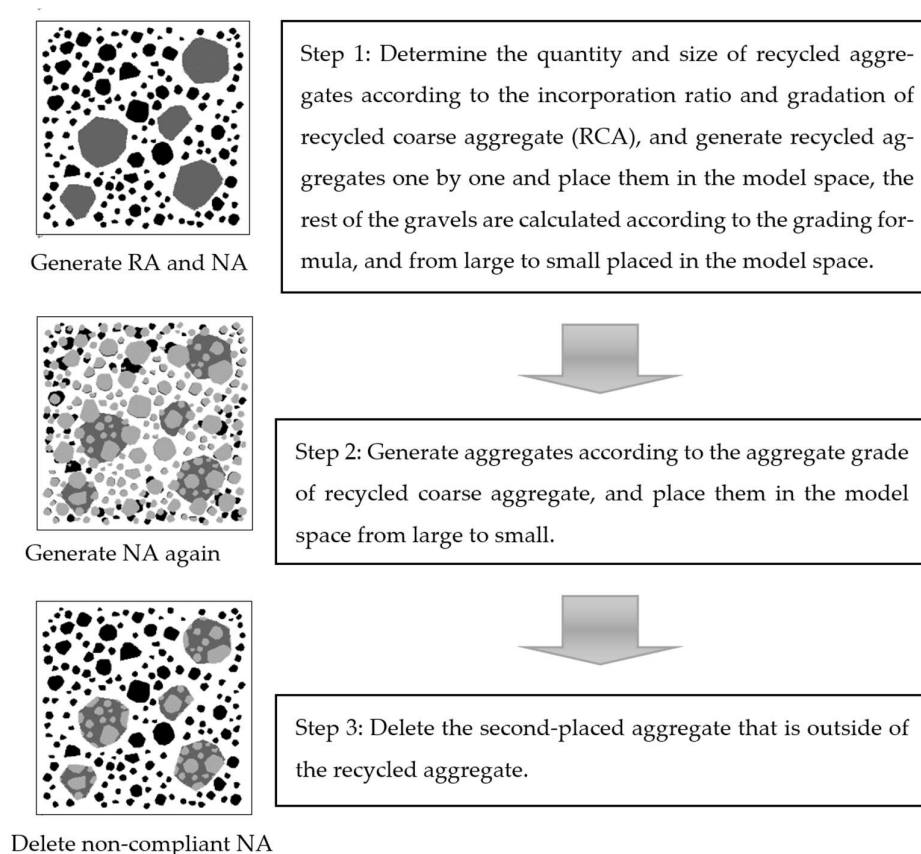 Step 1: Determine the quantity and size of recycled aggre-
gates according to the incorporation ratio and gradation of
recycled coarse aggregate (RCA), and generate recycled ag-
gregates one by one and place them in the model space, the
rest of the gravels are calculated according to the grading for-
mula, and from large to small placed in the model space.
Generate RA and NA
Step 2: Generate aggregates according to the aggregate grade
of recycled coarse aggregate, and place them in the model
space from large to small.
Generate NA again
Step 3: Delete the second-placed aggregate that is outside of
the recycled aggregate.
Delete non-compliant NA